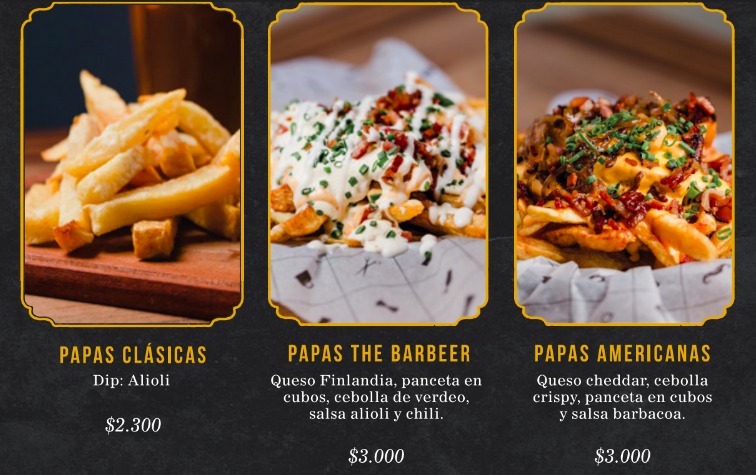 PAPAS CLÁSICAS
Dip: Alioli
$2.300
PAPAS THE BARBEER
Queso Finlandia, panceta en
cubos, cebolla de verdeo,
salsa alioli y chili.
$3.000
PAPAS AMERICANAS
Queso cheddar, cebolla
crispy, panceta en cubos
y salsa barbacoa.
$3.000